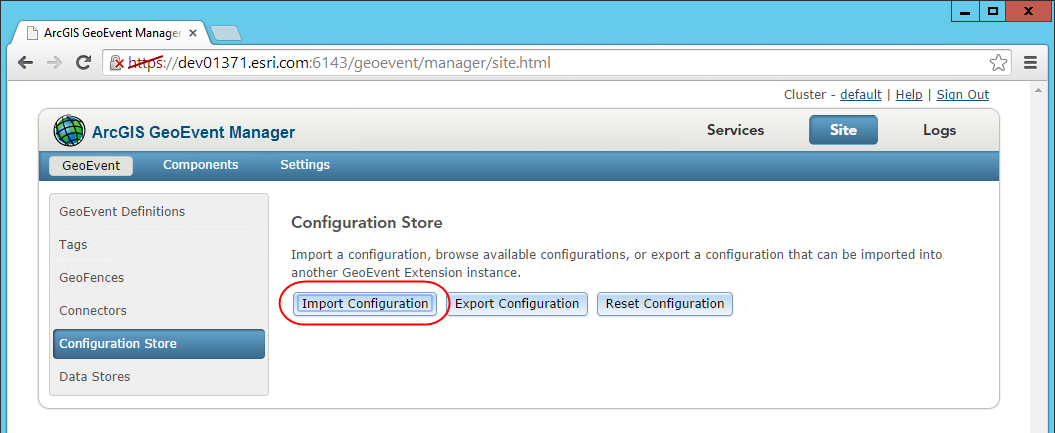 ArcGIS GeoEvent Manager
https://dev01371.esri.com:6143/geoevent/manager/site.html
Cluster - default | Help | Sign Out
ArcGIS GeoEvent Manager
Services
Site
Logs
GeoEvent
Components
Settings
GeoEvent Definitions
Tags
GeoFences
Connectors
Configuration Store
Data Stores
Configuration Store
Import a configuration, browse available configurations, or export a configuration that can be imported into
another GeoEvent Extension instance.
Import Configuration
Export Configuration
Reset Configuration